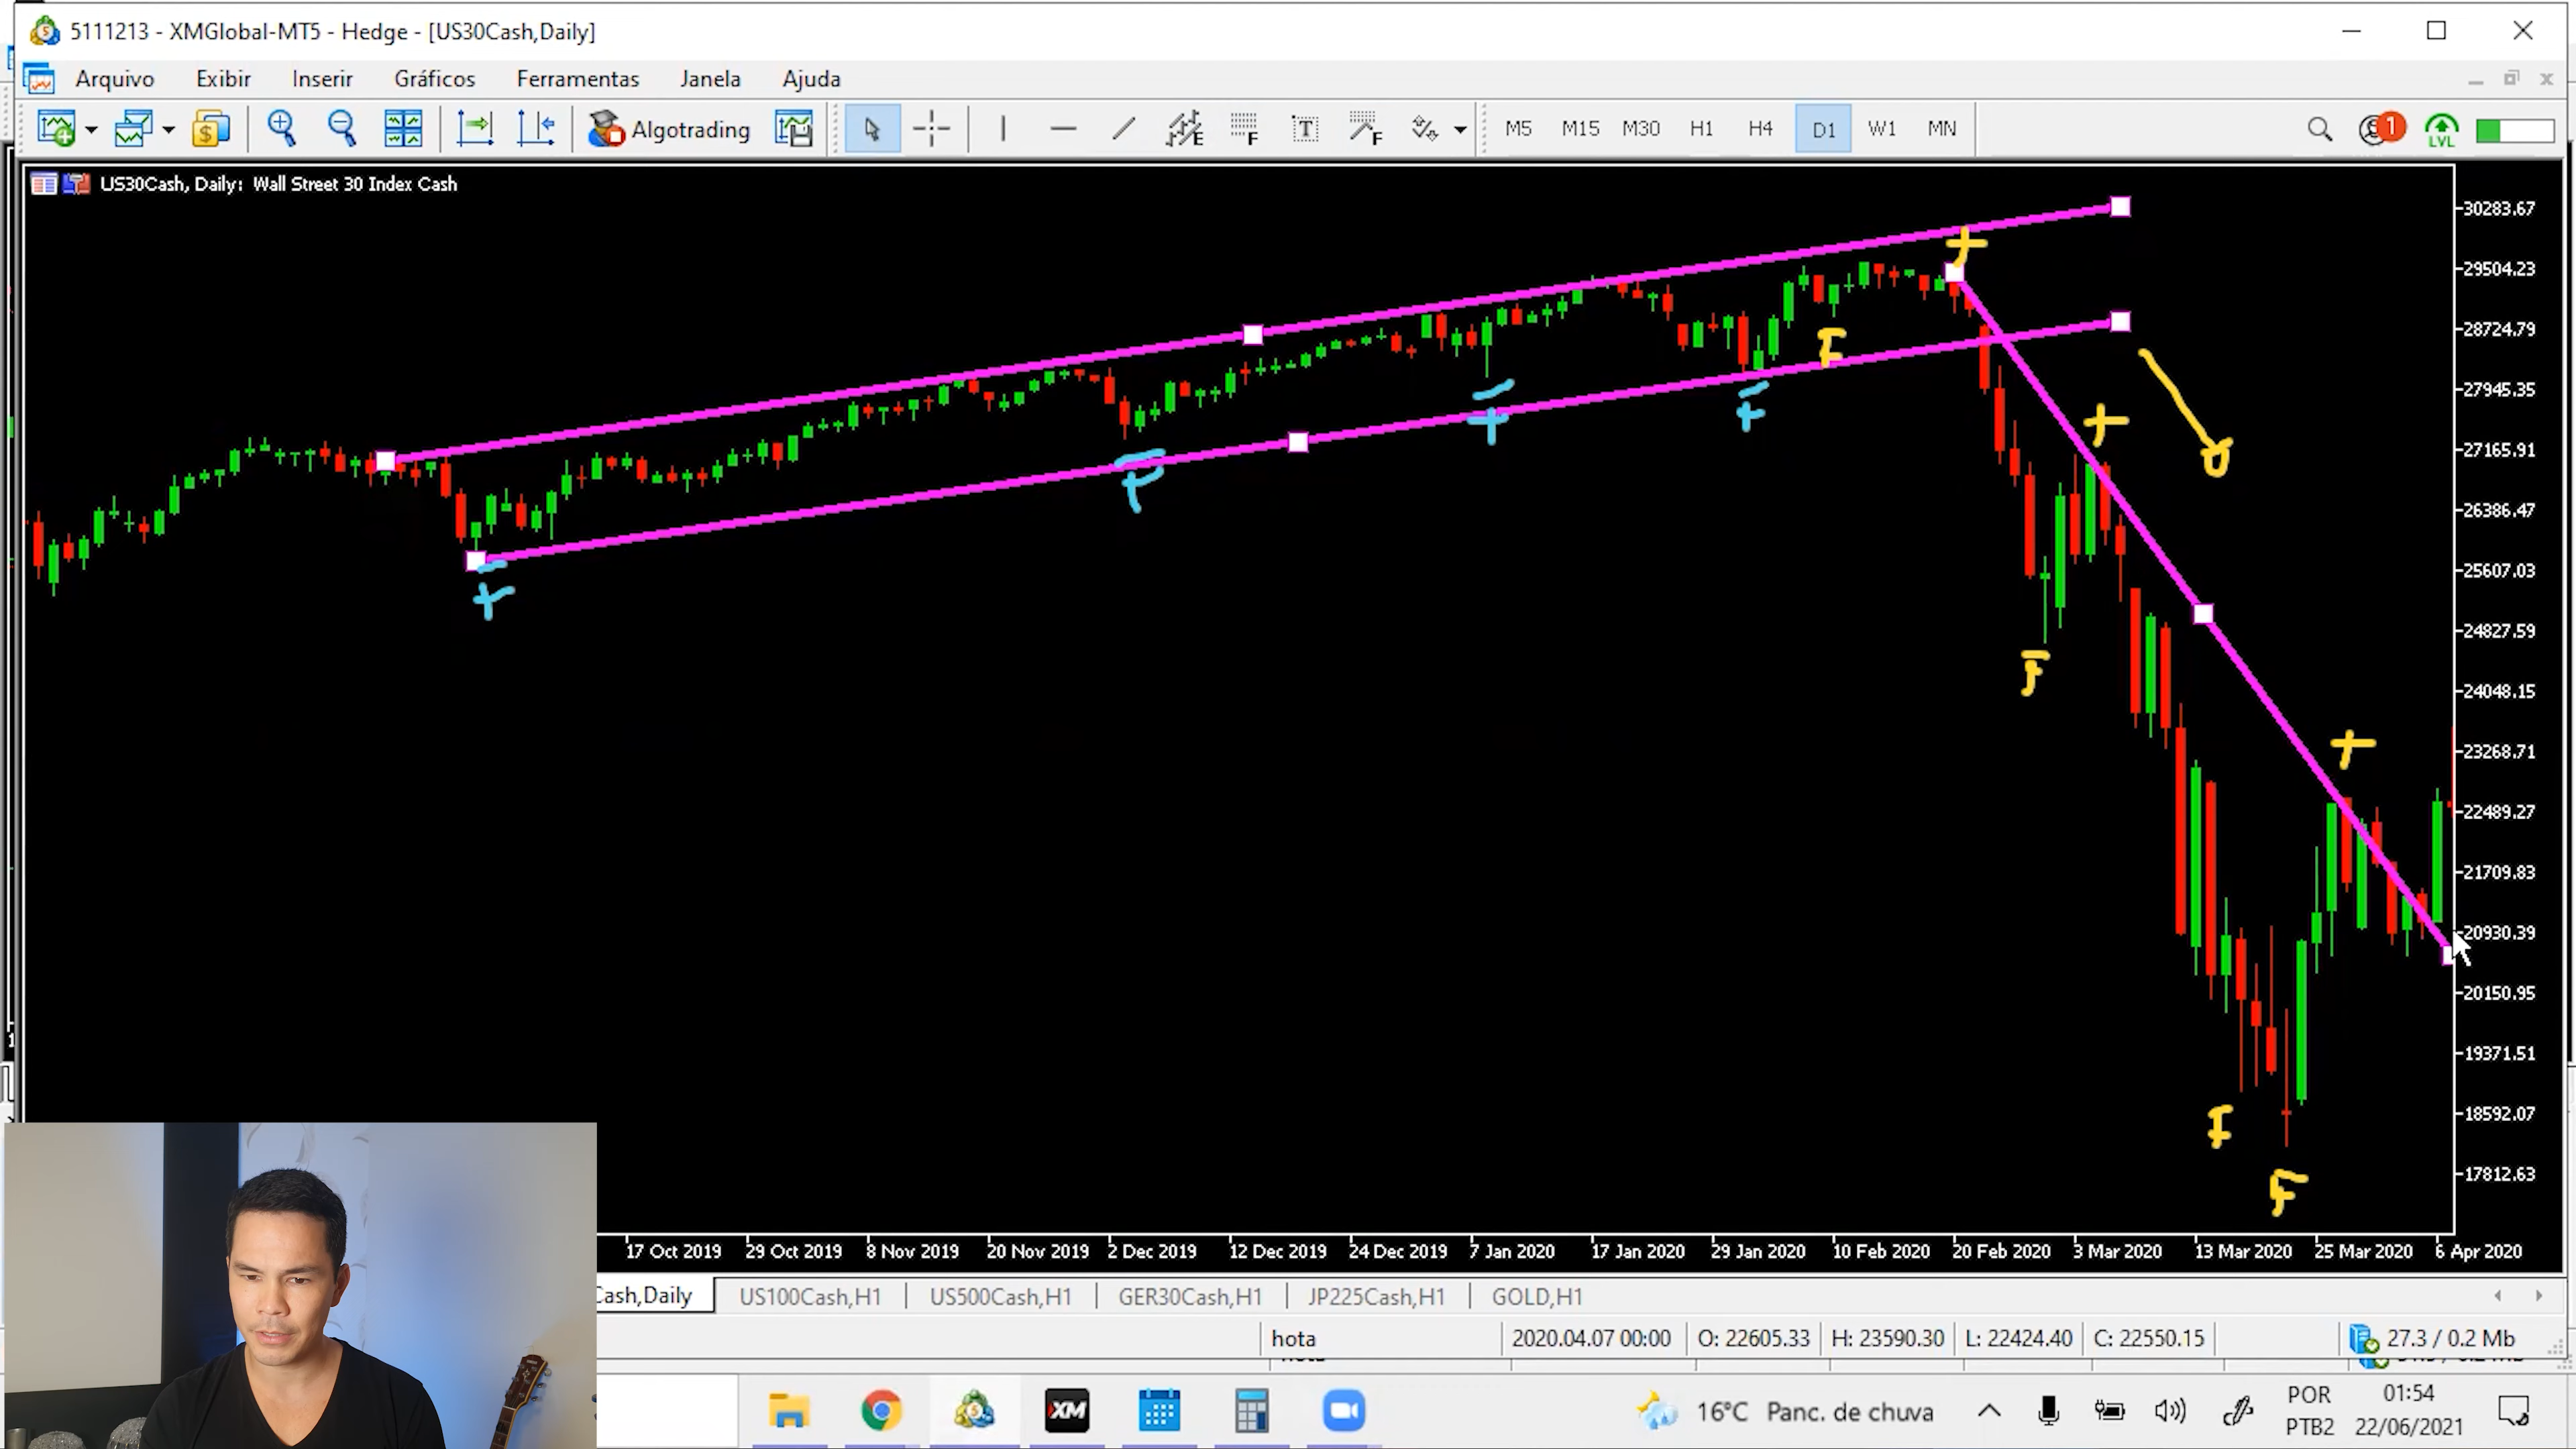 5111213 - XMGlobal-MT5 - Hedge - [US30Cash,Daily]
Arquivo Exibir Inserir Gráficos Ferramentas Janela Ajuda
Algotrading
E F T F
M5 M15 M30 H1 H4 D1 W1 MN
1
LVL
US30Cash, Daily: Wall Street 30 Index Cash
30283.67
29504.23
28724.79
27945.35
27165.91
26386.47
25607.03
24827.59
24048.15
23268.71
22489.27
21709.83
20930.39
20150.95
19371.51
18592.07
17812.63
F
F
F
F
17 Oct 2019 29 Oct 2019 8 Nov 2019 20 Nov 2019 2 Dec 2019 12 Dec 2019 24 Dec 2019 7 Jan 2020 17 Jan 2020 29 Jan 2020 10 Feb 2020 20 Feb 2020 3 Mar 2020 13 Mar 2020 25 Mar 2020 6 Apr 2020
Cash,Daily US100Cash,H1 US500Cash,H1 GER30Cash,H1 JP225Cash,H1 GOLD,H1
hota 2020.04.07 00:00 O: 22605.33 H: 23590.30 L: 22424.40 C: 22550.15 27.3 / 0.2 Mb
XM
16°C Panc. de chuva
POR
PTB2
01:54
22/06/2021